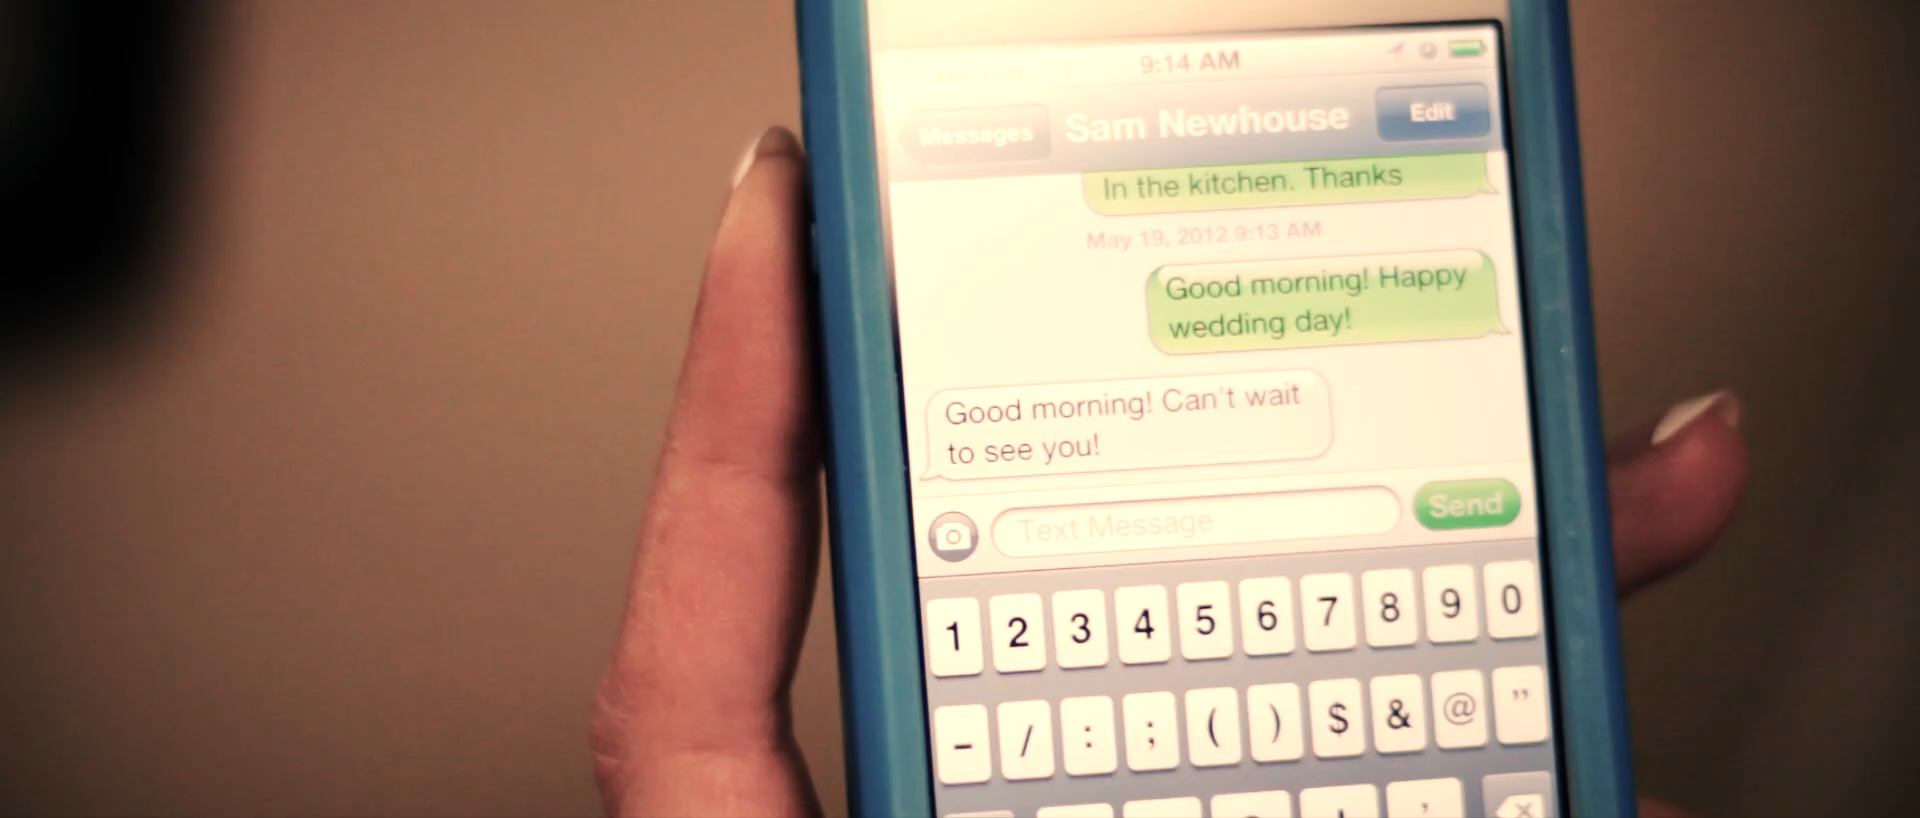 9:14 AM
Messages
Sam Newhouse
Edit
In the kitchen. Thanks
May 19, 2012 9:13 AM
Good morning! Happy
wedding day!
Good morning! Can't wait
to see you!
Text Message
Send
1 2 3 4 5 6 7 8 9 0
- / : ; ( ) $ & @ "